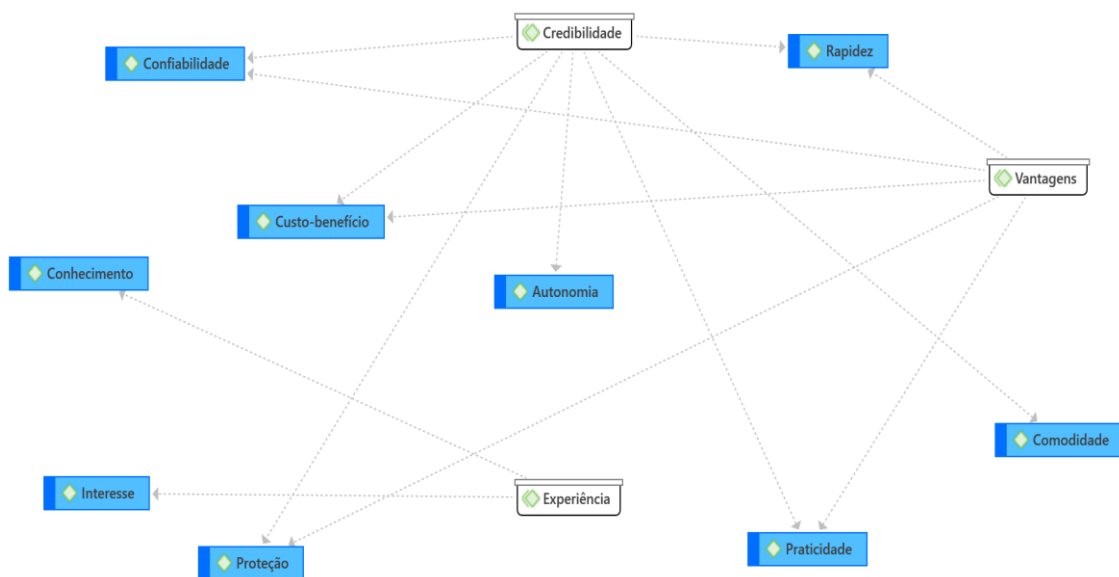 Credibilidade
Confiabilidade
Rapidez
Vantagens
Custo-benefício
Conhecimento
Autonomia
Comodidade
Interesse
Experiência
Proteção
Praticidade